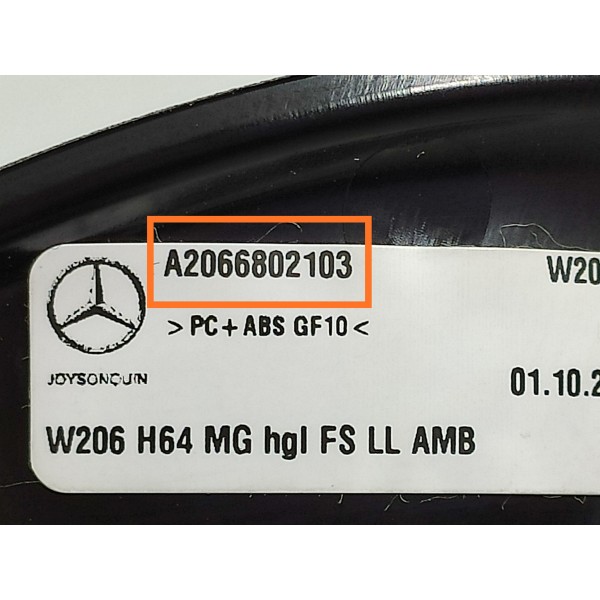 A2066802103
W20
>PC+ABS GF10<
JOYSONQUIN
01.10.2
W206 H64 MG hgl FS LL AMB